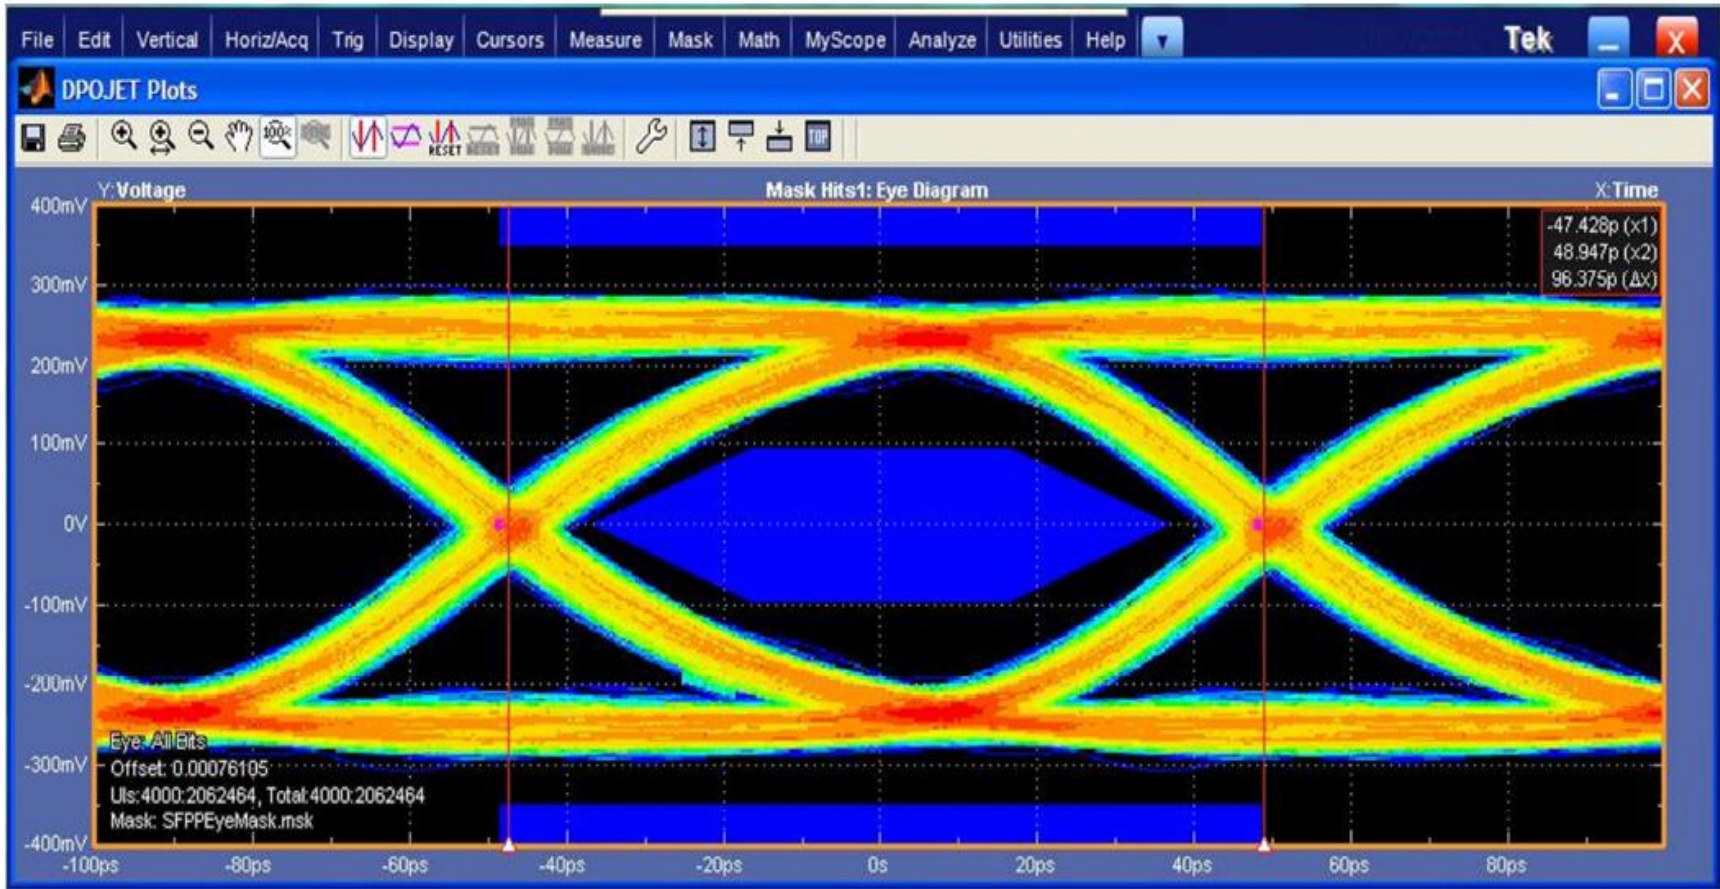 File Edit Vertical Horiz/Acq Trig Display Cursors Measure Mask Math MyScope Analyze Utilities Help Tek X
DPOJET Plots
100% RESET TOP
Y:Voltage Mask Hits1: Eye Diagram X:Time
400mV
-47.428p (x1)
48.947p (x2)
96.375p (Δx)
300mV
200mV
100mV
0V
-100mV
-200mV
-300mV
-400mV
Eye: All Bits
Offset: 0.00076105
UIs:4000:2062464, Total:4000:2062464
Mask: SFPPEyeMask.msk
-100ps -80ps -60ps -40ps -20ps 0s 20ps 40ps 60ps 80ps